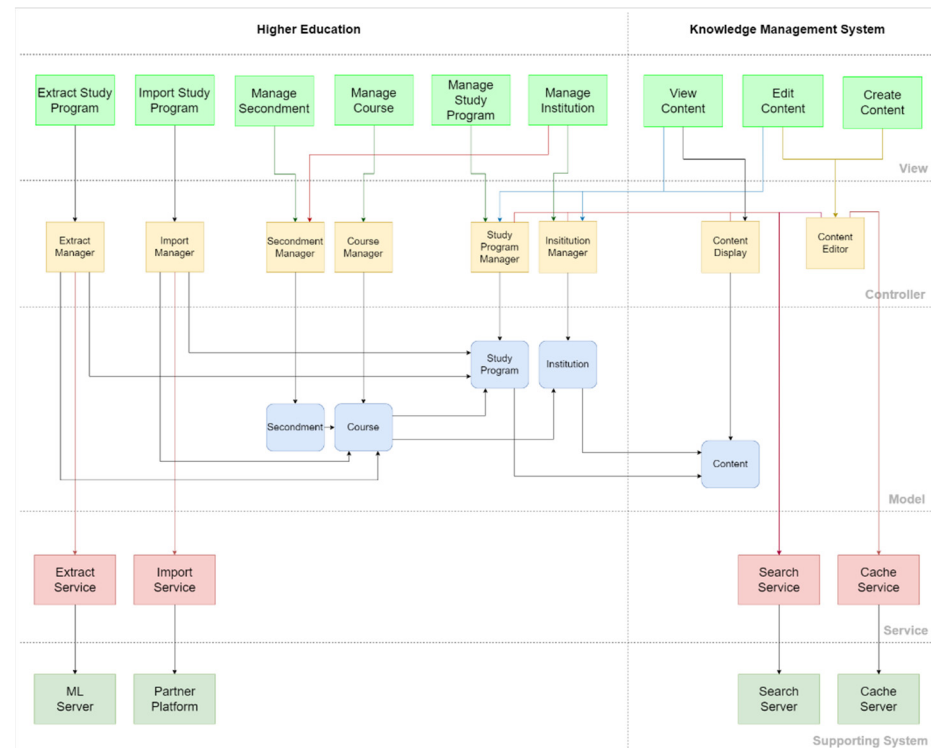 Higher Education
Knowledge Management System
Extract Study
Program
Import Study
Program
Manage
Secondment
Manage
Course
Manage
Study
Program
Manage
Institution
View
Content
Edit
Content
Create
Content
View
Extract
Manager
Import
Manager
Secondment
Manager
Course
Manager
Study
Program
Manager
Insititution
Manager
Content
Display
Content
Editor
Controller
Study
Program
Institution
Secondment
Course
Content
Model
Extract
Service
Import
Service
Search
Service
Cache
Service
Service
ML
Server
Partner
Platform
Search
Server
Cache
Server
Supporting System